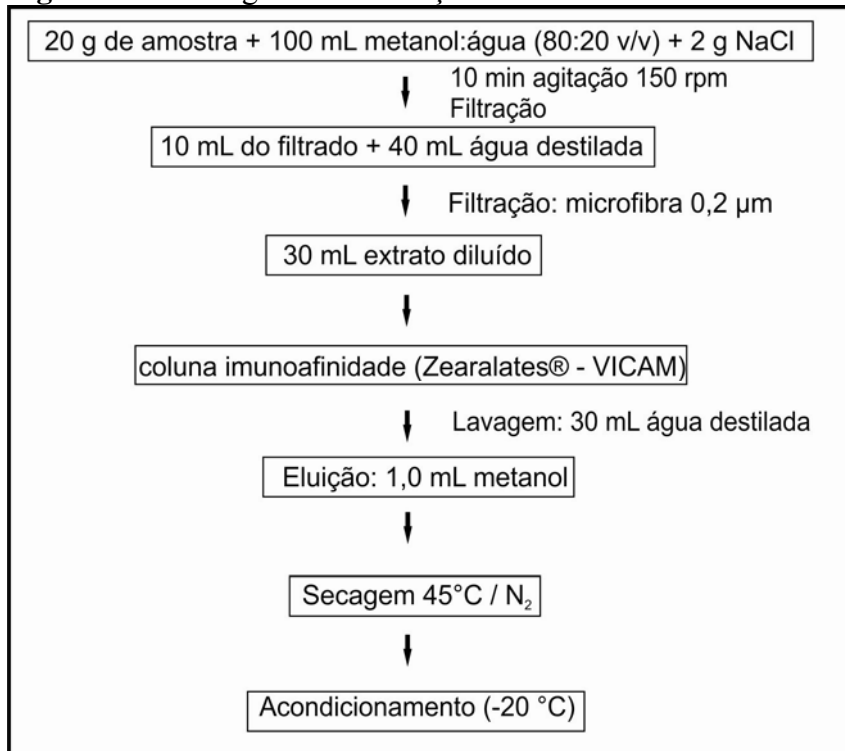 20 g de amostra + 100 mL metanol:água (80:20 v/v) + 2 g NaCl
10 min agitação 150 rpm
Filtração
10 mL do filtrado + 40 mL água destilada
Filtração: microfibra 0,2 µm
30 mL extrato diluído
coluna imunoafinidade (Zearalates® - VICAM)
Lavagem: 30 mL água destilada
Eluição: 1,0 mL metanol
Secagem 45°C / N₂
Acondicionamento (-20 °C)